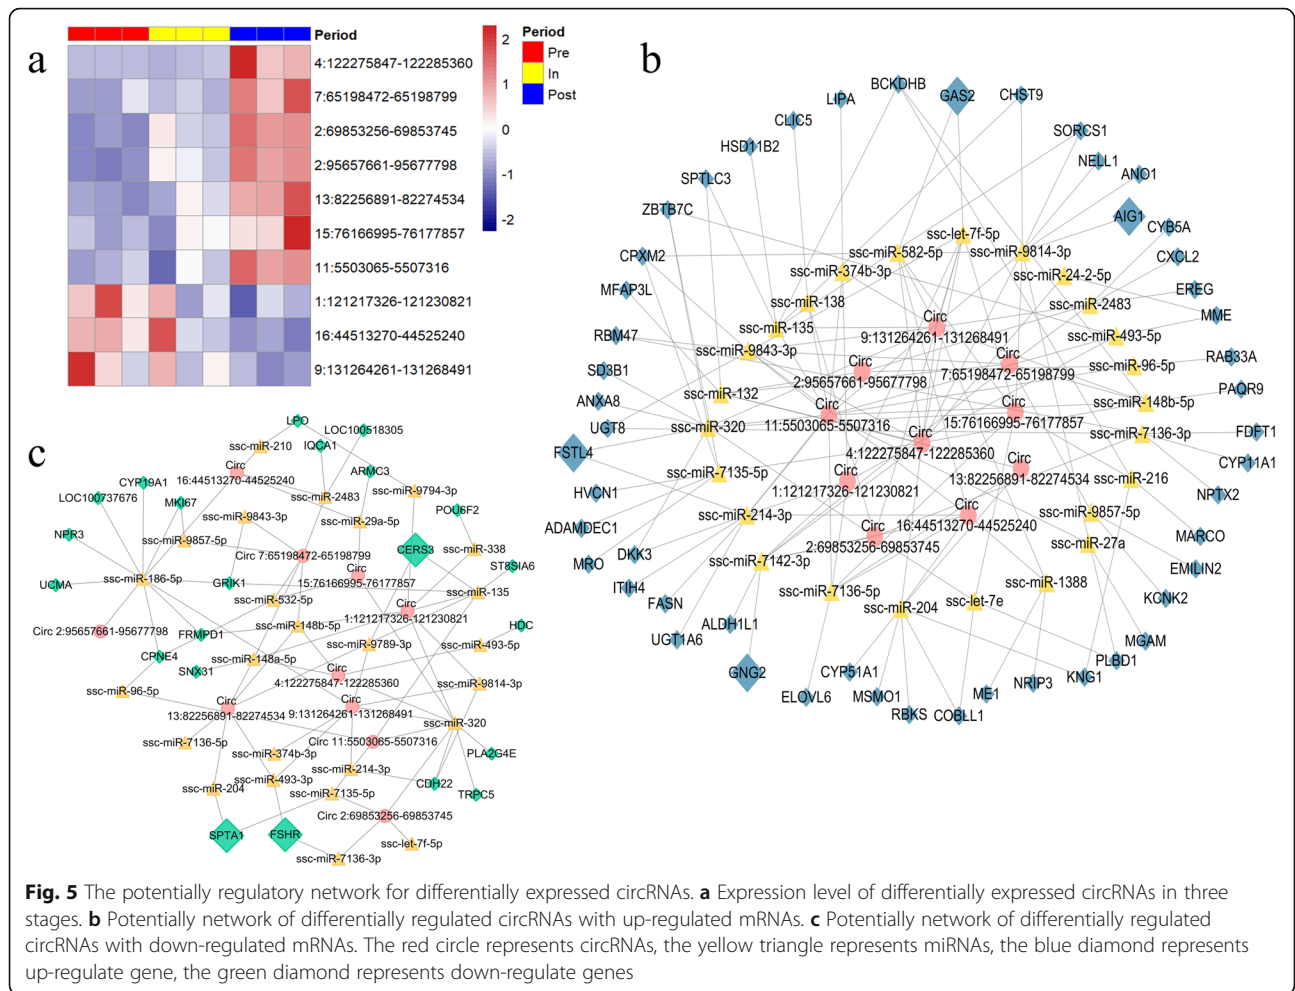 a
Period
4:122275847-122285360
7:65198472-65198799
2:69853256-69853745
2:95657661-95677798
13:82256891-82274534
15:76166995-76177857
11:5503065-5507316
1:121217326-121230821
16:44513270-44525240
9:131264261-131268491
2
1
0
-1
-2
Period
Pre
In
Post
b
BCKDHB
GAS2
CHST9
LIPA
CLIC5
SORCS1
HSD11B2
NELL1
ANO1
SPTLC3
ZBTB7C
AIG1
CYB5A
CPXM2
CXCL2
MFAP3L
EREG
RBM47
MME
SD3B1
RAB33A
ANXA8
PAQR9
UGT8
FDFT1
FSTL4
CYP11A1
HVCN1
NPTX2
ADAMDEC1
MARCO
MRO
DKK3
EMILIN2
ITIH4
KCNK2
FASN
ALDH1L1
MGAM
UGT1A6
PLBD1
GNG2
CYP51A1
KNG1
ELOVL6
MSMO1
NRIP3
RBKS
ME1
COBLL1
ssc-let-7f-5p
ssc-miR-582-5p
ssc-miR-9814-3p
ssc-miR-374b-3p
ssc-miR-24-2-5p
ssc-miR-138
ssc-miR-2483
ssc-miR-135
ssc-miR-493-5p
ssc-miR-9843-3p
ssc-miR-96-5p
ssc-miR-132
ssc-miR-148b-5p
ssc-miR-320
ssc-miR-7136-3p
ssc-miR-7135-5p
ssc-miR-216
ssc-miR-214-3p
ssc-miR-9857-5p
ssc-miR-27a
ssc-miR-7142-3p
ssc-miR-1388
ssc-miR-7136-5p
ssc-let-7e
ssc-miR-204
Circ
9:131264261-131268491
Circ
7:65198472-65198799
Circ
2:95657661-95677798
Circ
11:5503065-5507316
Circ
15:76166995-76177857
Circ
4:122275847-122285360
Circ
13:82256891-82274534
Circ
1:121217326-121230821
Circ
16:44513270-44525240
Circ
2:69853256-69853745
c
LPO
LOC100518305
ssc-miR-210
IQCA1
Circ
16:44513270-44525240
ARMC3
CYP19A1
LOC100737676
MKI67
ssc-miR-2483
ssc-miR-9794-3p
POU6F2
ssc-miR-9843-3p
ssc-miR-29a-5p
NPR3
ssc-miR-9857-5p
Circ 7:65198472-65198799
CERS3
ssc-miR-338
ST8SIA6
ssc-miR-186-5p
Circ
15:76166995-76177857
UCMA
GRIK1
ssc-miR-532-5p
ssc-miR-135
Circ
1:121217326-121230821
HDC
Circ 2:95657661-95677798
FRMPD1
ssc-miR-148b-5p
ssc-miR-9789-3p
ssc-miR-493-5p
CPNE4
SNX31
ssc-miR-148a-5p
Circ
4:122275847-122285360
ssc-miR-9814-3p
ssc-miR-96-5p
Circ
13:82256891-82274534
Circ
9:131264261-131268491
ssc-miR-320
ssc-miR-7136-5p
Circ 11:5503065-5507316
ssc-miR-374b-3p
PLA2G4E
ssc-miR-214-3p
ssc-miR-204
ssc-miR-493-3p
CDH22
TRPC5
ssc-miR-7135-5p
Circ 2:69853256-69853745
SPTA1
FSHR
ssc-let-7f-5p
ssc-miR-7136-3p
Fig. 5 The potentially regulatory network for differentially expressed circRNAs. a Expression level of differentially expressed circRNAs in three
stages. b Potentially network of differentially regulated circRNAs with up-regulated mRNAs. c Potentially network of differentially regulated
circRNAs with down-regulated mRNAs. The red circle represents circRNAs, the yellow triangle represents miRNAs, the blue diamond represents
up-regulate gene, the green diamond represents down-regulate genes